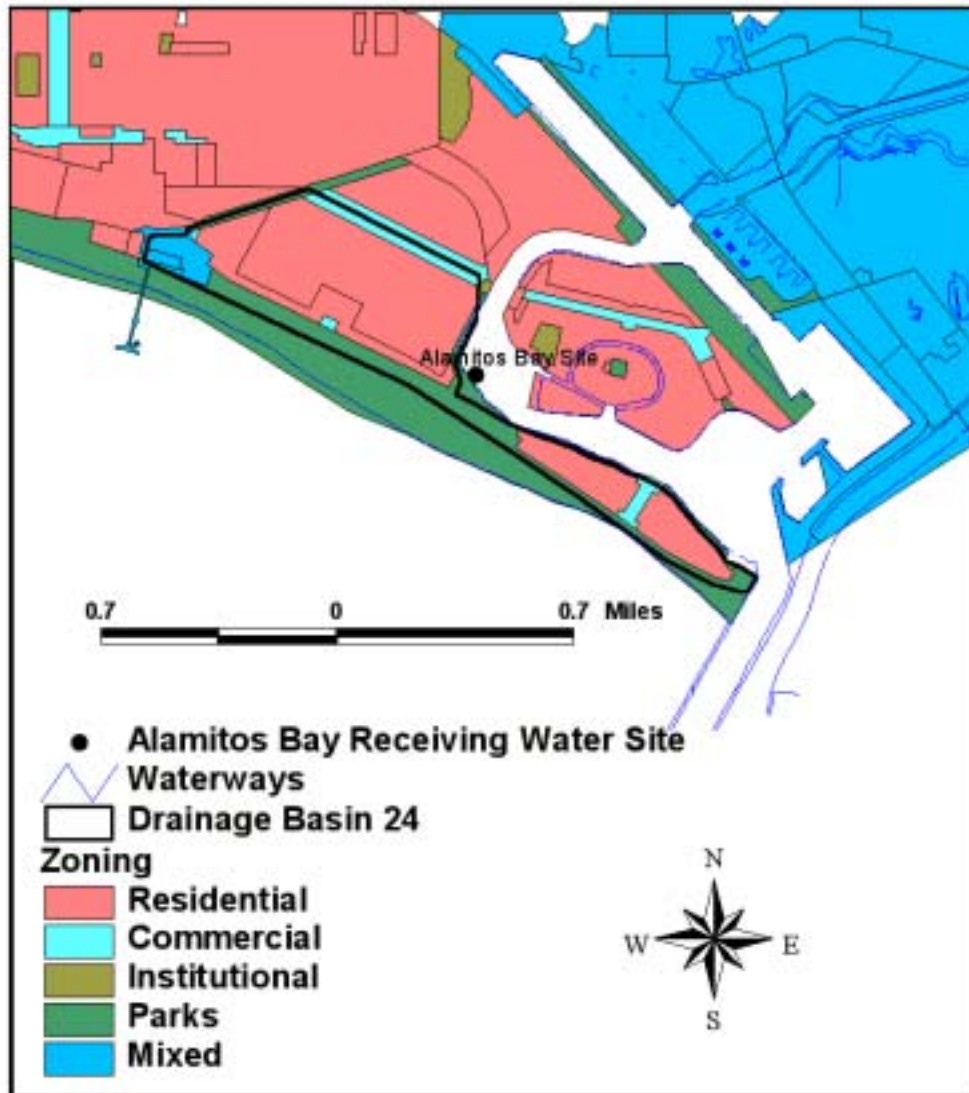 Alamitos Bay Site
0.7 0 0.7 Miles
Alamitos Bay Receiving Water Site
Waterways
Drainage Basin 24
Zoning
Residential
Commercial
Institutional
Parks
Mixed
N
W E
S